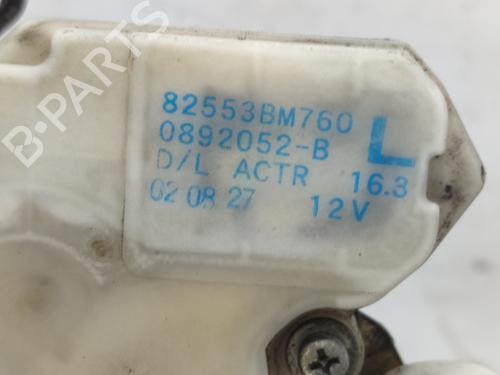 82553BM760
0892052-B
L
D/L ACTR 16.3
02 08 27 12V
B-PARTS